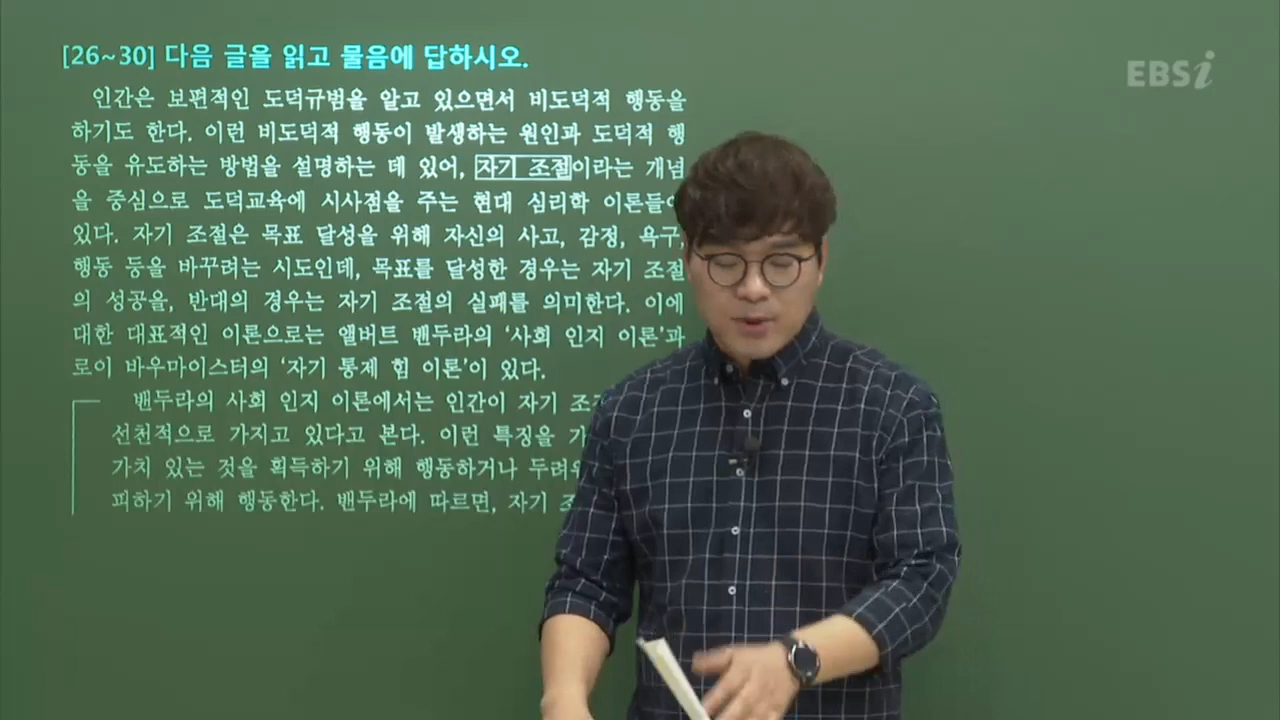 [26~30] 다음 글을 읽고 물음에 답하시오.
EBSi
인간은 보편적인 도덕규범을 알고 있으면서 비도덕적 행동을
하기도 한다. 이런 비도덕적 행동이 발생하는 원인과 도덕적 행
동을 유도하는 방법을 설명하는 데 있어, 자기 조절이라는 개념
을 중심으로 도덕교육에 시사점을 주는 현대 심리학
있다. 자기 조절은 목표 달성을 위해 자신의 사고, 감정, 욕구,
행동 등을 바꾸려는 시도인데, 목표를 달성한 경우는 자기 조절
의 성공을, 반대의 경우는 자기 조절의 실패를 의미한다. 이에
대한 대표적인 이론으로는 앨버트 밴두라의 ‘사회 인지 이론’과
로이 바우마이스터의 ‘자기 통제 힘 이론’이 있다.
밴두라의 사회 인지 이론에서는 인간이 자기
선천적으로 가지고 있다고 본다. 이런 특징을
가치 있는 것을 획득하기 위해 행동하거나
피하기 위해 행동한다. 밴두라에 따르면, 자기